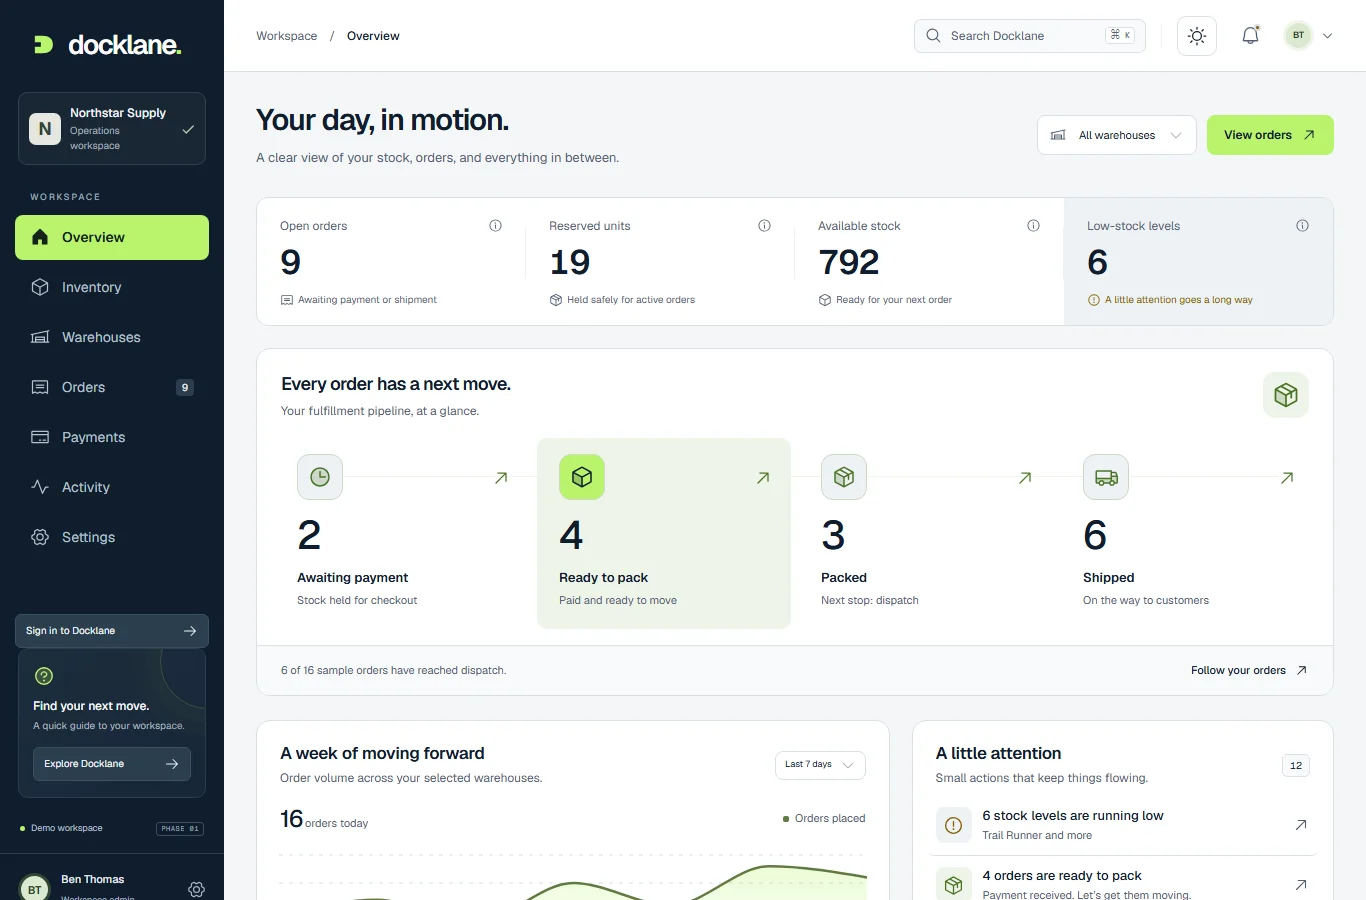 docklane.
N
Northstar Supply
Operations
workspace
WORKSPACE
Overview
Inventory
Warehouses
Orders 9
Payments
Activity
Settings
Sign in to Docklane
Find your next move.
A quick guide to your workspace.
Explore Docklane
Demo workspace PHASE 01
BT
Ben Thomas
Workspace admin
Workspace / Overview
Search Docklane ⌘ K
BT
Your day, in motion.
A clear view of your stock, orders, and everything in between.
All warehouses
View orders
Open orders
9
Awaiting payment or shipment
Reserved units
19
Held safely for active orders
Available stock
792
Ready for your next order
Low-stock levels
6
A little attention goes a long way
Every order has a next move.
Your fulfillment pipeline, at a glance.
2
Awaiting payment
Stock held for checkout
4
Ready to pack
Paid and ready to move
3
Packed
Next stop: dispatch
6
Shipped
On the way to customers
6 of 16 sample orders have reached dispatch.
Follow your orders
A week of moving forward
Order volume across your selected warehouses.
Last 7 days
16 orders today
Orders placed
A little attention
Small actions that keep things flowing.
12
6 stock levels are running low
Trail Runner and more
4 orders are ready to pack
Payment received. Let's get them moving.